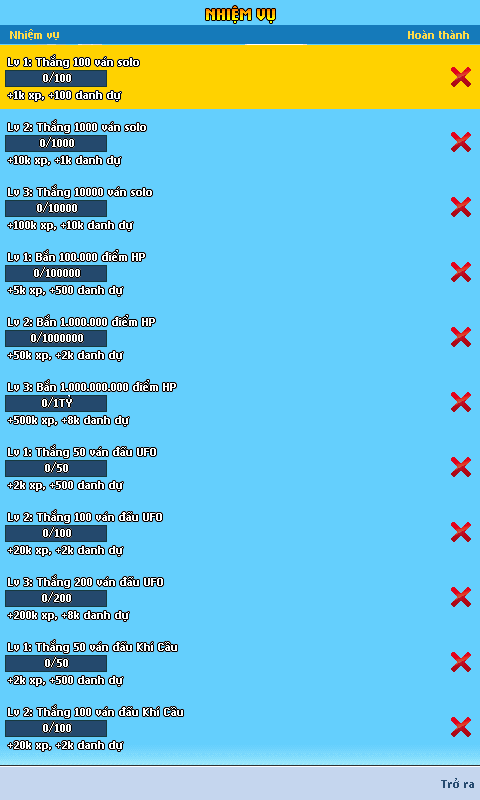 NHIỆM VỤ
Nhiệm vụ Hoàn thành
Lv 1: Thắng 100 ván solo
0/100
+1k xp, +100 danh dự
Lv 2: Thắng 1000 ván solo
0/1000
+10k xp, +1k danh dự
Lv 3: Thắng 10000 ván solo
0/10000
+100k xp, +10k danh dự
Lv 1: Bắn 100.000 điểm HP
0/100000
+5k xp, +500 danh dự
Lv 2: Bắn 1.000.000 điểm HP
0/1000000
+50k xp, +2k danh dự
Lv 3: Bắn 1.000.000.000 điểm HP
0/1TỶ
+500k xp, +8k danh dự
Lv 1: Thắng 50 ván đấu UFO
0/50
+2k xp, +500 danh dự
Lv 2: Thắng 100 ván đấu UFO
0/100
+20k xp, +2k danh dự
Lv 3: Thắng 200 ván đấu UFO
0/200
+200k xp, +8k danh dự
Lv 1: Thắng 50 ván đấu Khí Cầu
0/50
+2k xp, +500 danh dự
Lv 2: Thắng 100 ván đấu Khí Cầu
0/100
+20k xp, +2k danh dự
Trở ra